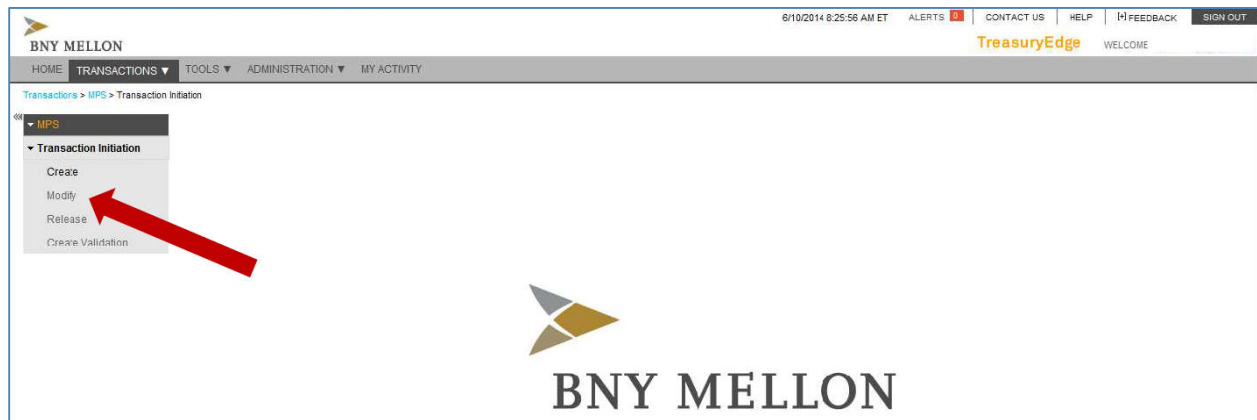 6/10/2014 8:25:56 AM ET ALERTS 0 CONTACT US HELP [+] FEEDBACK SIGN OUT
BNY MELLON
TreasuryEdge WELCOME
HOME TRANSACTIONS ▼ TOOLS ▼ ADMINISTRATION ▼ MY ACTIVITY
Transactions > MPS > Transaction Initiation
MPS
Transaction Initiation
Create
Modify
Release
Create Validation
BNY MELLON